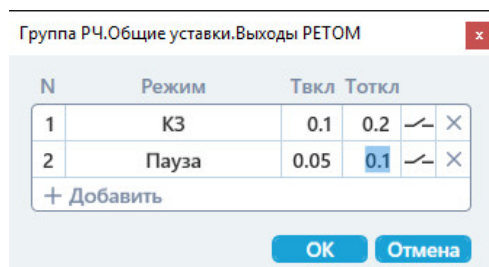 Группа РЧ.Общие уставки.Выходы РЕТОМ x
N Режим Твкл Тоткл
1 КЗ 0.1 0.2
2 Пауза 0.05 0.1
+ Добавить
ОК Отмена